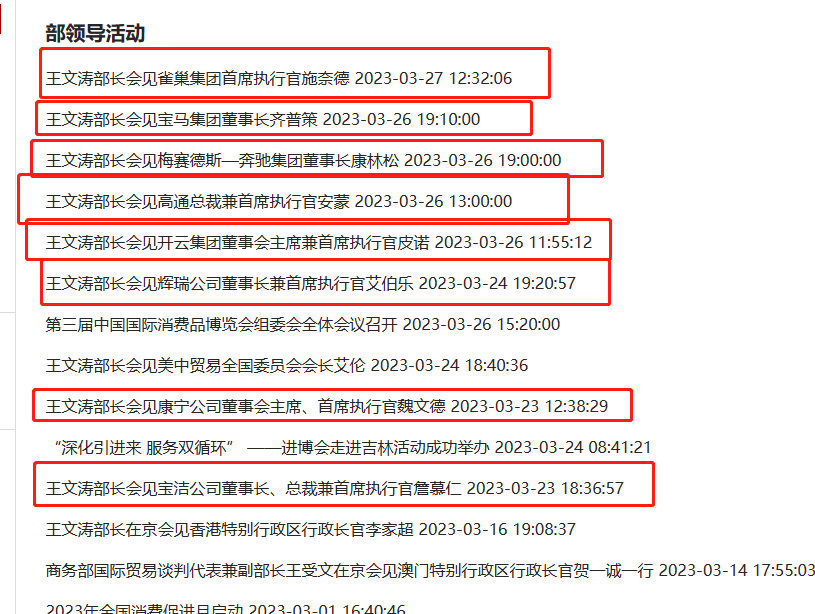 部领导活动
王文涛部长会见雀巢集团首席执行官施奈德 2023-03-27 12:32:06
王文涛部长会见宝马集团董事长齐普策 2023-03-26 19:10:00
王文涛部长会见梅赛德斯—奔驰集团董事长康林松 2023-03-26 19:00:00
王文涛部长会见高通总裁兼首席执行官安蒙 2023-03-26 13:00:00
王文涛部长会见开云集团董事会主席兼首席执行官皮诺 2023-03-26 11:55:12
王文涛部长会见辉瑞公司董事长兼首席执行官艾伯乐 2023-03-24 19:20:57
第三届中国国际消费品博览会组委会全体会议召开 2023-03-26 15:20:00
王文涛部长会见美中贸易全国委员会会长艾伦 2023-03-24 18:40:36
王文涛部长会见康宁公司董事会主席、首席执行官魏文德 2023-03-23 12:38:29
“深化引进来 服务双循环” ——进博会走进吉林活动成功举办 2023-03-24 08:41:21
王文涛部长会见宝洁公司董事长、总裁兼首席执行官詹慕仁 2023-03-23 18:36:57
王文涛部长在京会见香港特别行政区行政长官李家超 2023-03-16 19:08:37
商务部国际贸易谈判代表兼副部长王受文在京会见澳门特别行政区行政长官贺一诚一行 2023-03-14 17:55:03
2023年全国消费促进月启动 2023-03-01 16:40:46